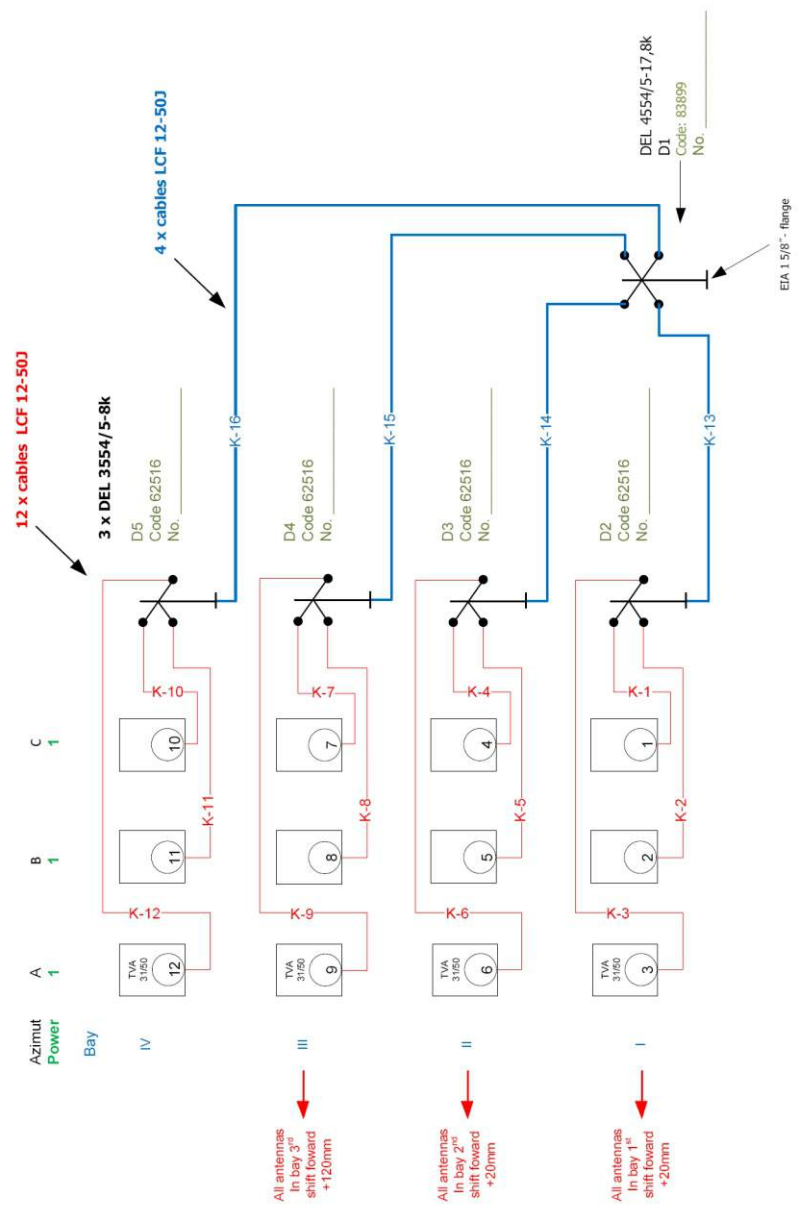 12 x cables LCF 12-50J
4 x cables LCF 12-50J
3 x DEL 3554/5-8k
DEL 4554/5-17,8k
D1
Code: 83899
No.
EIA 1 5/8"- flange
Azimut
A
B
C
Power
1
1
1
Bay
IV
TVA
31/50
12
11
10
K-12
K-11
K-10
D5
Code 62516
No.
K-16
All antennas
In bay 3rd
shift foward
+120mm
III
TVA
31/50
9
8
7
K-9
K-8
K-7
D4
Code 62516
No.
K-15
All antennas
In bay 2nd
shift foward
+20mm
II
TVA
31/50
6
5
4
K-6
K-5
K-4
D3
Code 62516
No.
K-14
All antennas
In bay 1st
shift foward
+20mm
I
TVA
31/50
3
2
1
K-3
K-2
K-1
D2
Code 62516
No.
K-13